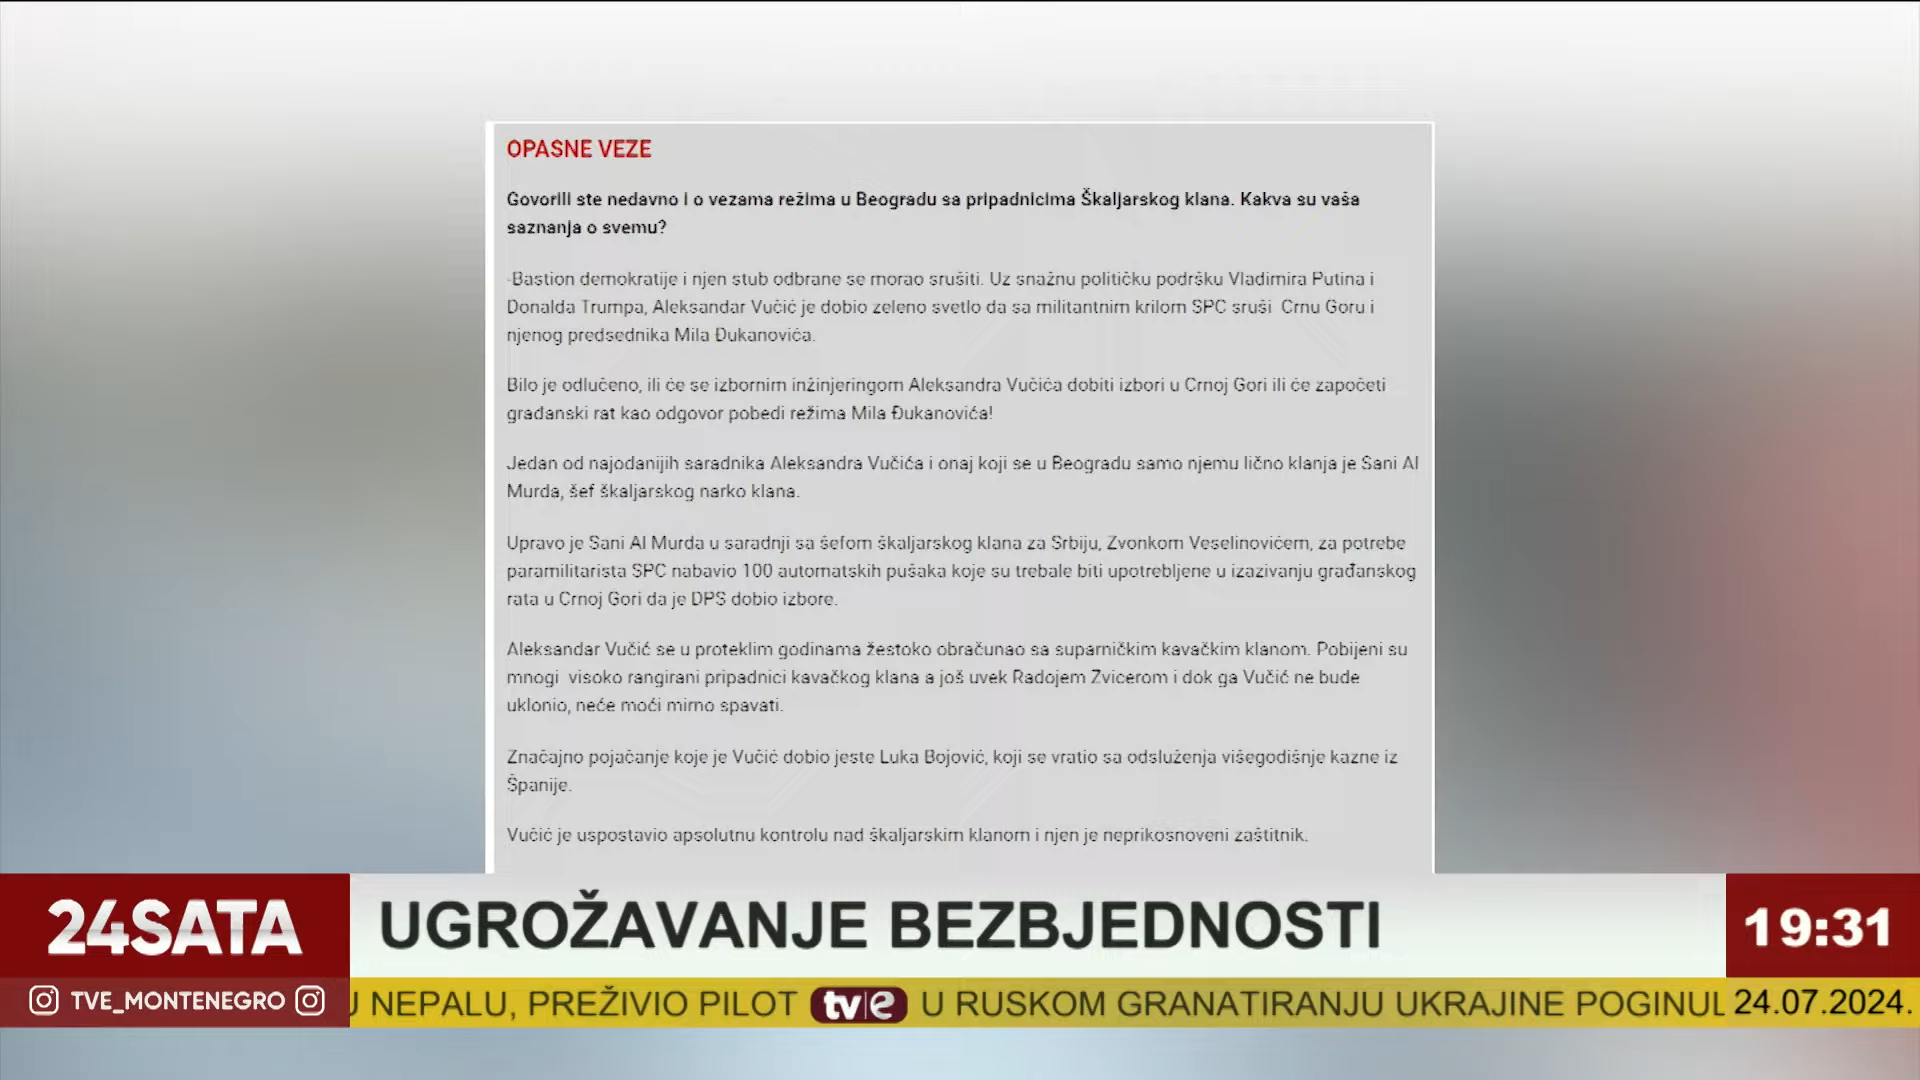 OPASNE VEZE
Govorili ste nedavno i o vezama režima u Beogradu sa pripadnicima Škaljarskog klana. Kakva su vaša
saznanja o svemu?
-Bastion demokratije i njen stub odbrane se morao srušiti. Uz snažnu političku podršku Vladimira Putina i
Donalda Trumpa, Aleksandar Vučić je dobio zeleno svetlo da sa militantnim krilom SPC sruši Crnu Goru i
njenog predsednika Mila Đukanovića.
Bilo je odlučeno, ili će se izbornim inžinjeringom Aleksandra Vučića dobiti izbori u Crnoj Gori ili će započeti
građanski rat kao odgovor pobedi režima Mila Đukanovića!
Jedan od najodanijih saradnika Aleksandra Vučića i onaj koji se u Beogradu samo njemu lično klanja je Sani Al
Murda, šef škaljarskog narko klana.
Upravo je Sani Al Murda u saradnji sa šefom škaljarskog klana za Srbiju, Zvonkom Veselinovićem, za potrebe
paramilitarista SPC nabavio 100 automatskih pušaka koje su trebale biti upotrebljene u izazivanju građanskog
rata u Crnoj Gori da je DPS dobio izbore.
Aleksandar Vučić se u proteklim godinama žestoko obračunao sa suparničkim kavačkim klanom. Pobijeni su
mnogi visoko rangirani pripadnici kavačkog klana a još uvek Radojem Zvicerom i dok ga Vučić ne bude
uklonio, neće moći mirno spavati.
Značajno pojačanje koje je Vučić dobio jeste Luka Bojović, koji se vratio sa odsluženja višegodišnje kazne iz
Španije.
Vučić je uspostavio apsolutnu kontrolu nad škaljarskim klanom i njen je neprikosnoveni zaštitnik.
24SATA
UGROŽAVANJE BEZBJEDNOSTI
19:31
TVE_MONTENEGRO
U NEPALU, PREŽIVIO PILOT tv|e U RUSKOM GRANATIRANJU UKRAJINE POGINUL
24.07.2024.